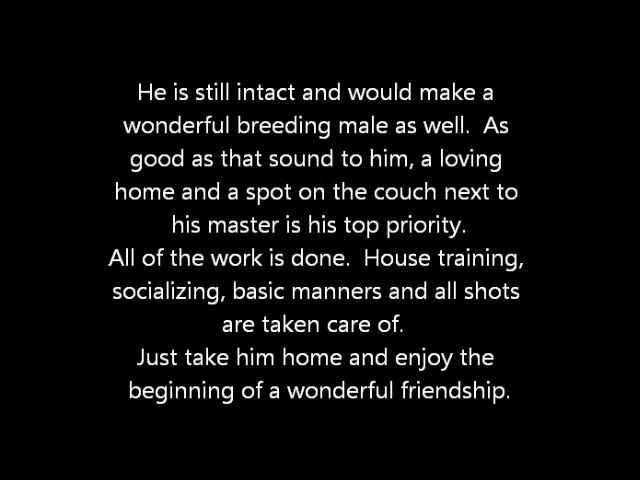 He is still intact and would make a
wonderful breeding male as well.  As
good as that sound to him, a loving
home and a spot on the couch next to
his master is his top priority.
All of the work is done.  House training,
socializing, basic manners and all shots
are taken care of.
Just take him home and enjoy the
beginning of a wonderful friendship.